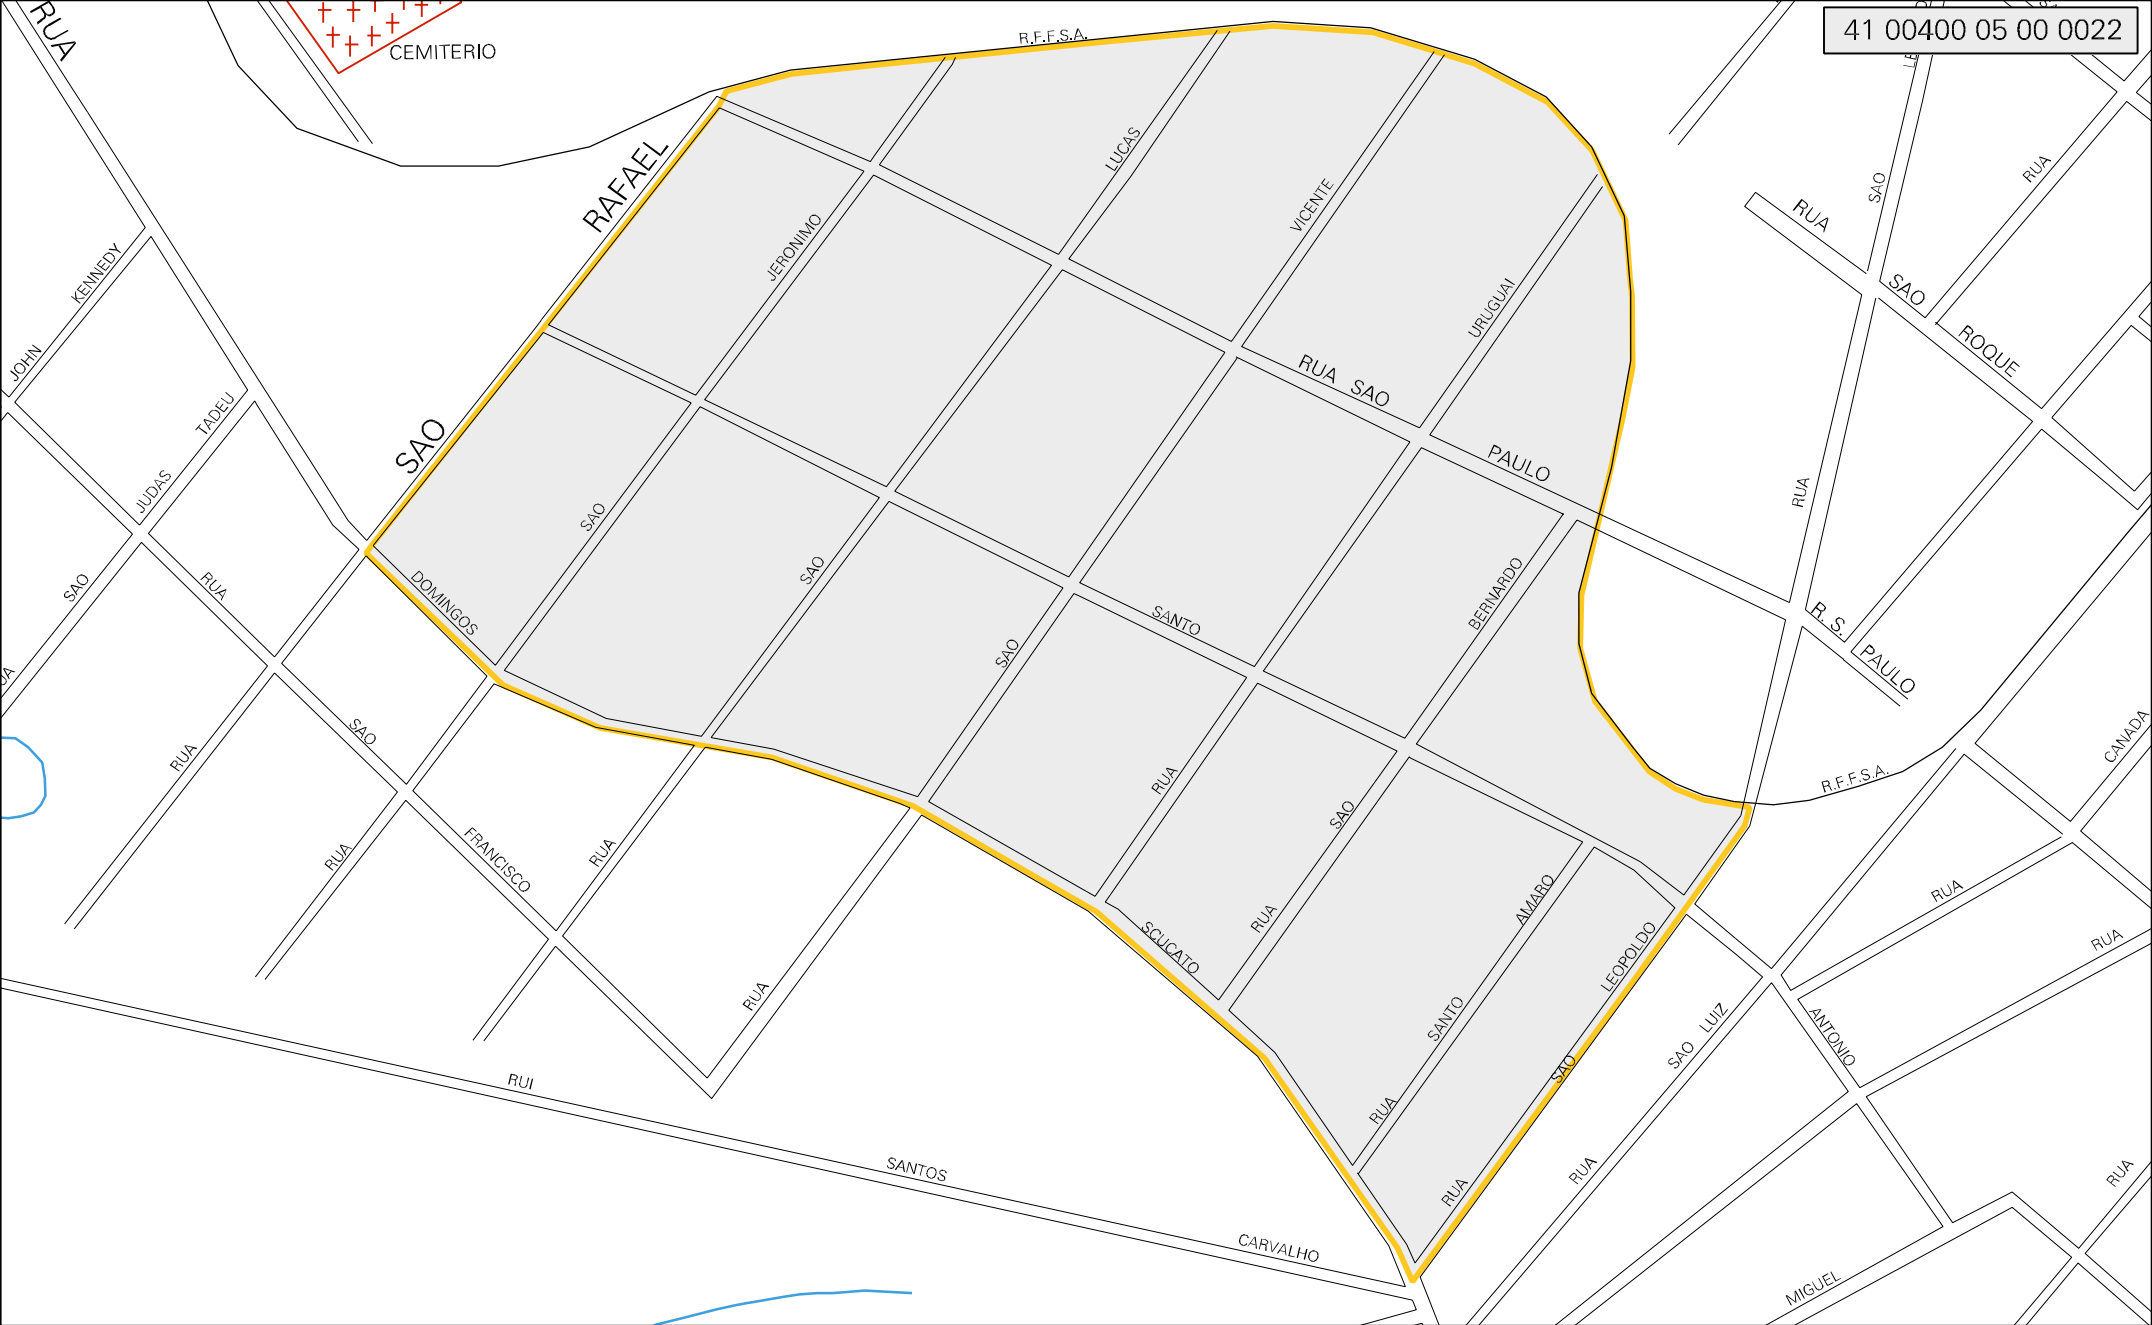 41 00400 05 00 0022
RUA
CEMITERIO
R.F.F.S.A.
SAO
RUA
LUCAS
RAFAEL
RUA
VICENTE
JERONIMO
KENNEDY
SAO
URUGUAI
ROQUE
JOHN
RUA SAO
TADEU
SAO
PAULO
JUDAS
RUA
SAO
SAO
RUA
SAO
DOMINGOS
BERNARDO
SANTO
R. S.
SAO
PAULO
SAO
RUA
CANADA
R.F.F.S.A.
RUA
SAO
RUA
RUA
FRANCISCO
RUA
AMARO
RUA
RUA
SCUCATO
LEOPOLDO
RUA
RUA
SANTO
SAO
LUIZ
SAO
ANTONIO
RUI
RUA
SANTOS
RUA
RUA
RUA
CARVALHO
MIGUEL